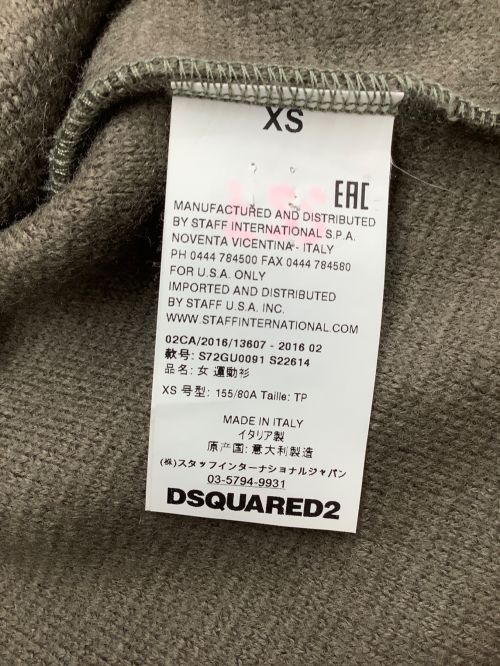 XS
EAC
MANUFACTURED AND DISTRIBUTED
BY STAFF INTERNATIONAL S.P.A.
NOVENTA VICENTINA - ITALY
PH 0444 784500 FAX 0444 784580
FOR U.S.A. ONLY
IMPORTED AND DISTRIBUTED
BY STAFF U.S.A. INC.
WWW.STAFFINTERNATIONAL.COM
02CA/2016/13607 - 2016 02
款号: S72GU0091 S22614
品名: 女 運動衫
XS 号型: 155/80A Taille: TP
MADE IN ITALY
イタリア製
原产国: 意大利製造
(株)スタッフインターナショナルジャパン
03-5794-9931
DSQUARED2